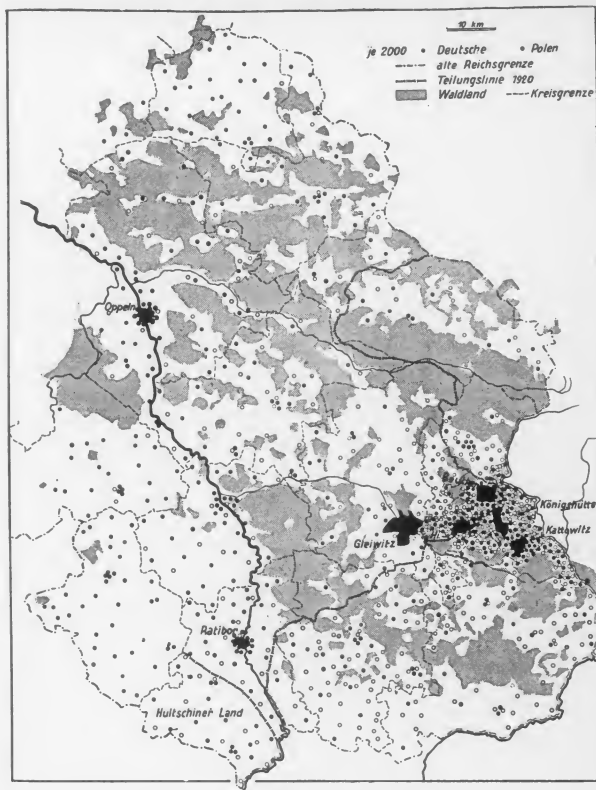 10 km
je 2000 • Deutsche • Polen
alte Reichsgrenze
Teilungslinie 1920
Waldland Kreisgrenze
Oppeln
Königshütte
Kattowitz
Gleiwitz
Ratibor
Hultschiner Land